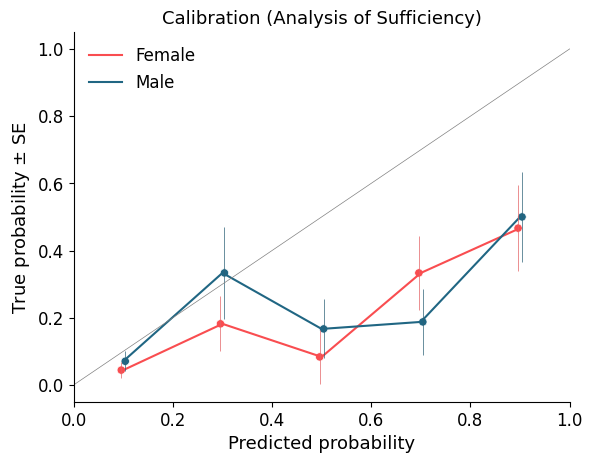 Calibration (Analysis of Sufficiency)
Female
Male
True probability ± SE
1.0
0.8
0.6
0.4
0.2
0.0
0.0 0.2 0.4 0.6 0.8 1.0
Predicted probability